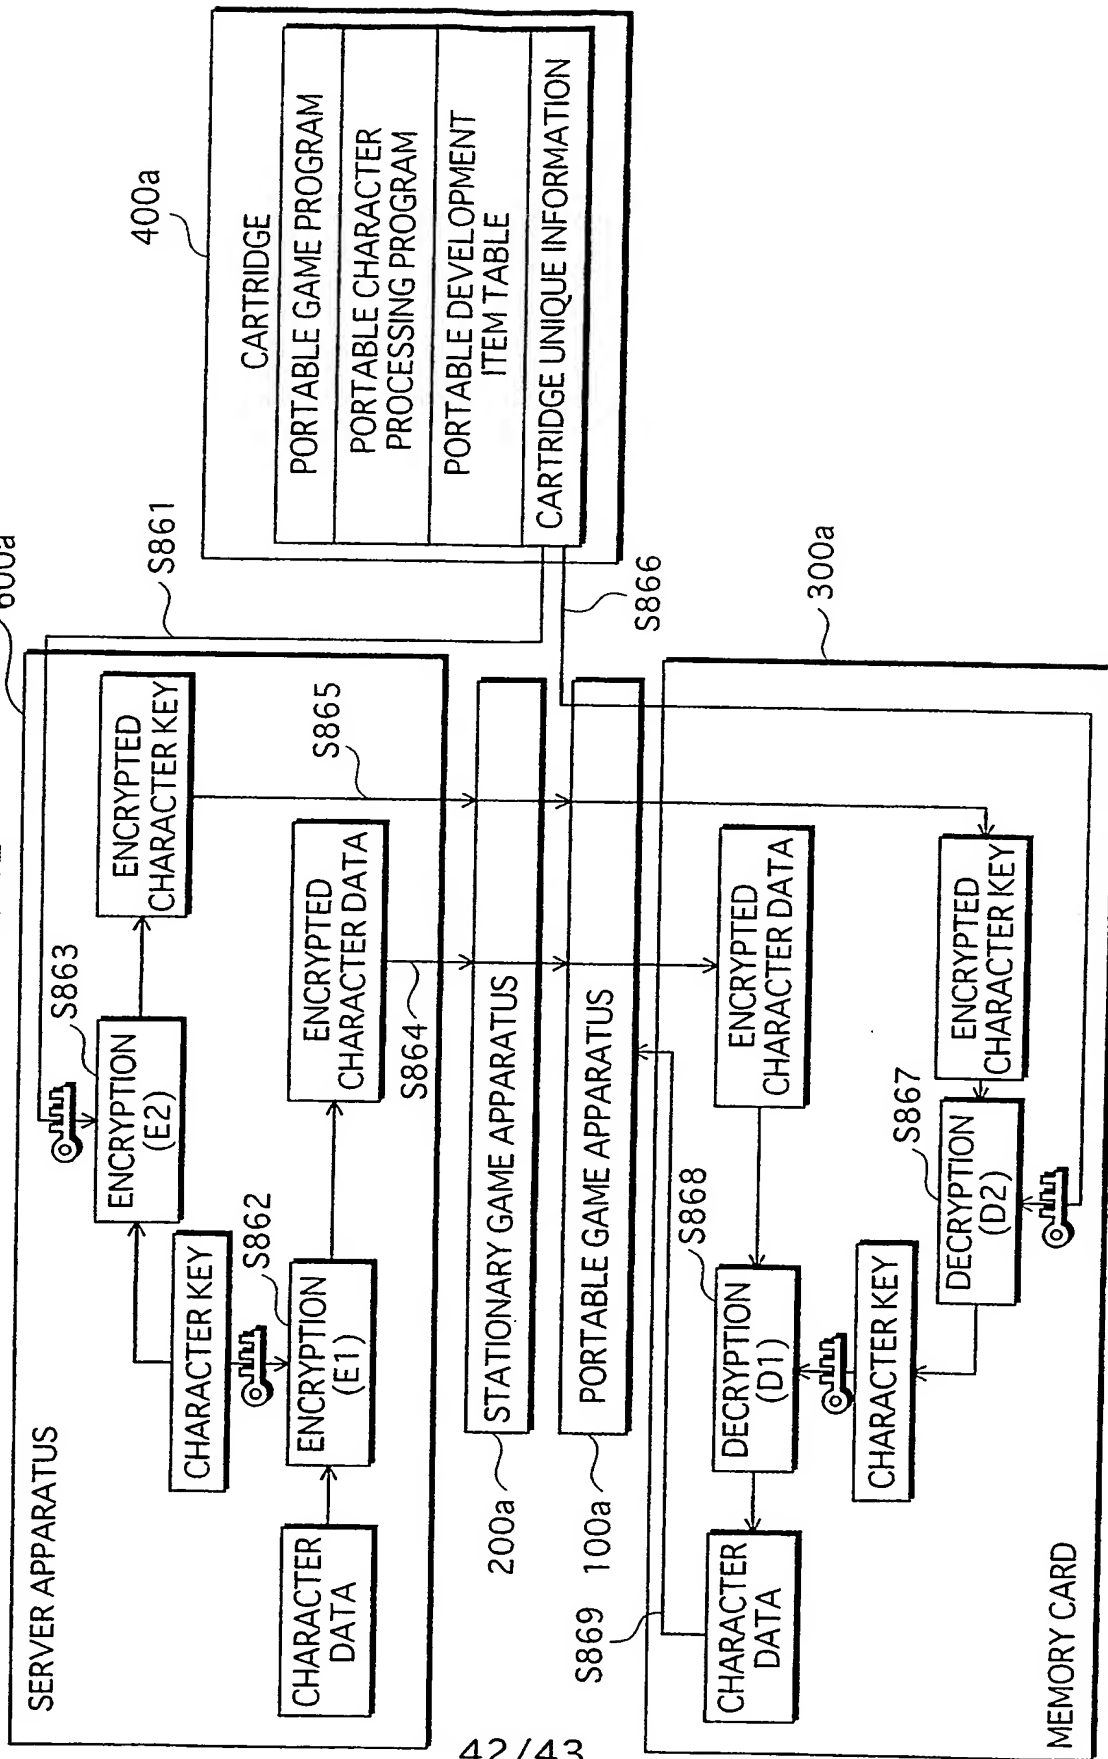 600a
SERVER APPARATUS
S863
S861
ENCRYPTION
(E2)
ENCRYPTED
CHARACTER KEY
CHARACTER KEY
S862
S865
CHARACTER
DATA
ENCRYPTION
(E1)
ENCRYPTED
CHARACTER DATA
S864
400a
CARTRIDGE
PORTABLE GAME PROGRAM
PORTABLE CHARACTER
PROCESSING PROGRAM
PORTABLE DEVELOPMENT
ITEM TABLE
CARTRIDGE UNIQUE INFORMATION
S866
200a
STATIONARY GAME APPARATUS
100a
PORTABLE GAME APPARATUS
S869
S868
300a
CHARACTER
DATA
DECRYPTION
(D1)
ENCRYPTED
CHARACTER DATA
S867
CHARACTER KEY
DECRYPTION
(D2)
ENCRYPTED
CHARACTER KEY
MEMORY CARD
42/43